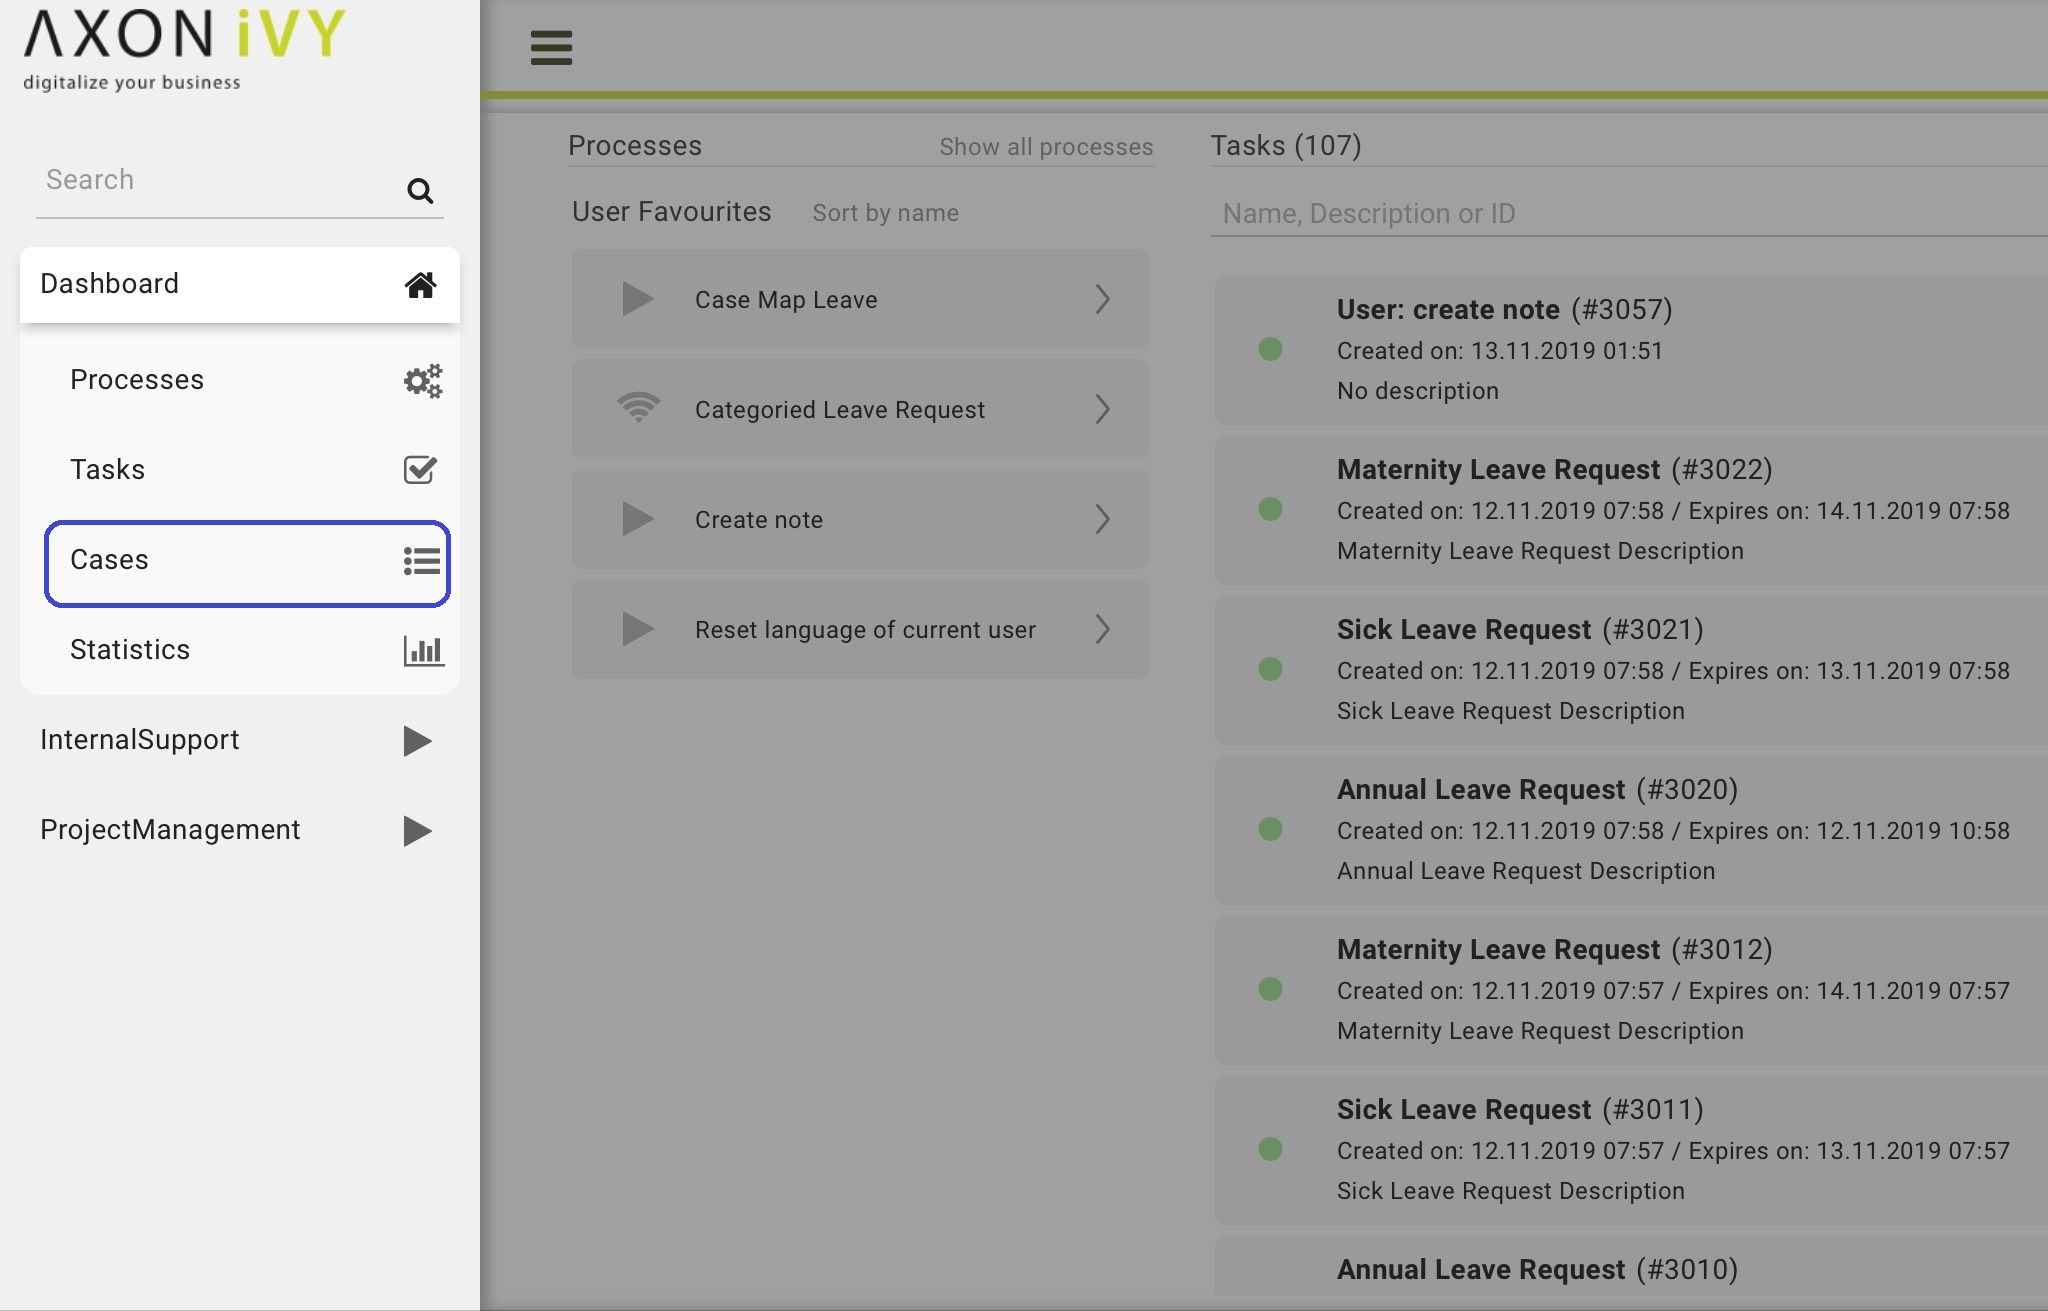 AXON iVY
digitalize your business
Search
Dashboard
Processes
Tasks
Cases
Statistics
InternalSupport
ProjectManagement
Processes
Show all processes
User Favourites
Sort by name
Case Map Leave
Categoried Leave Request
Create note
Reset language of current user
Tasks (107)
Name, Description or ID
User: create note (#3057)
Created on: 13.11.2019 01:51
No description
Maternity Leave Request (#3022)
Created on: 12.11.2019 07:58 / Expires on: 14.11.2019 07:58
Maternity Leave Request Description
Sick Leave Request (#3021)
Created on: 12.11.2019 07:58 / Expires on: 13.11.2019 07:58
Sick Leave Request Description
Annual Leave Request (#3020)
Created on: 12.11.2019 07:58 / Expires on: 12.11.2019 10:58
Annual Leave Request Description
Maternity Leave Request (#3012)
Created on: 12.11.2019 07:57 / Expires on: 14.11.2019 07:57
Maternity Leave Request Description
Sick Leave Request (#3011)
Created on: 12.11.2019 07:57 / Expires on: 13.11.2019 07:57
Sick Leave Request Description
Annual Leave Request (#3010)